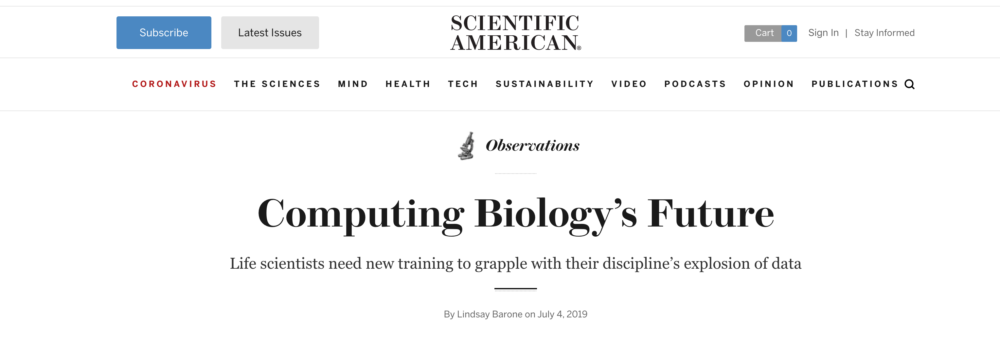 Subscribe
Latest Issues
SCIENTIFIC
AMERICAN®
Cart 0
Sign In | Stay Informed
CORONAVIRUS THE SCIENCES MIND HEALTH TECH SUSTAINABILITY VIDEO PODCASTS OPINION PUBLICATIONS
Observations
Computing Biology’s Future
Life scientists need new training to grapple with their discipline’s explosion of data
By Lindsay Barone on July 4, 2019